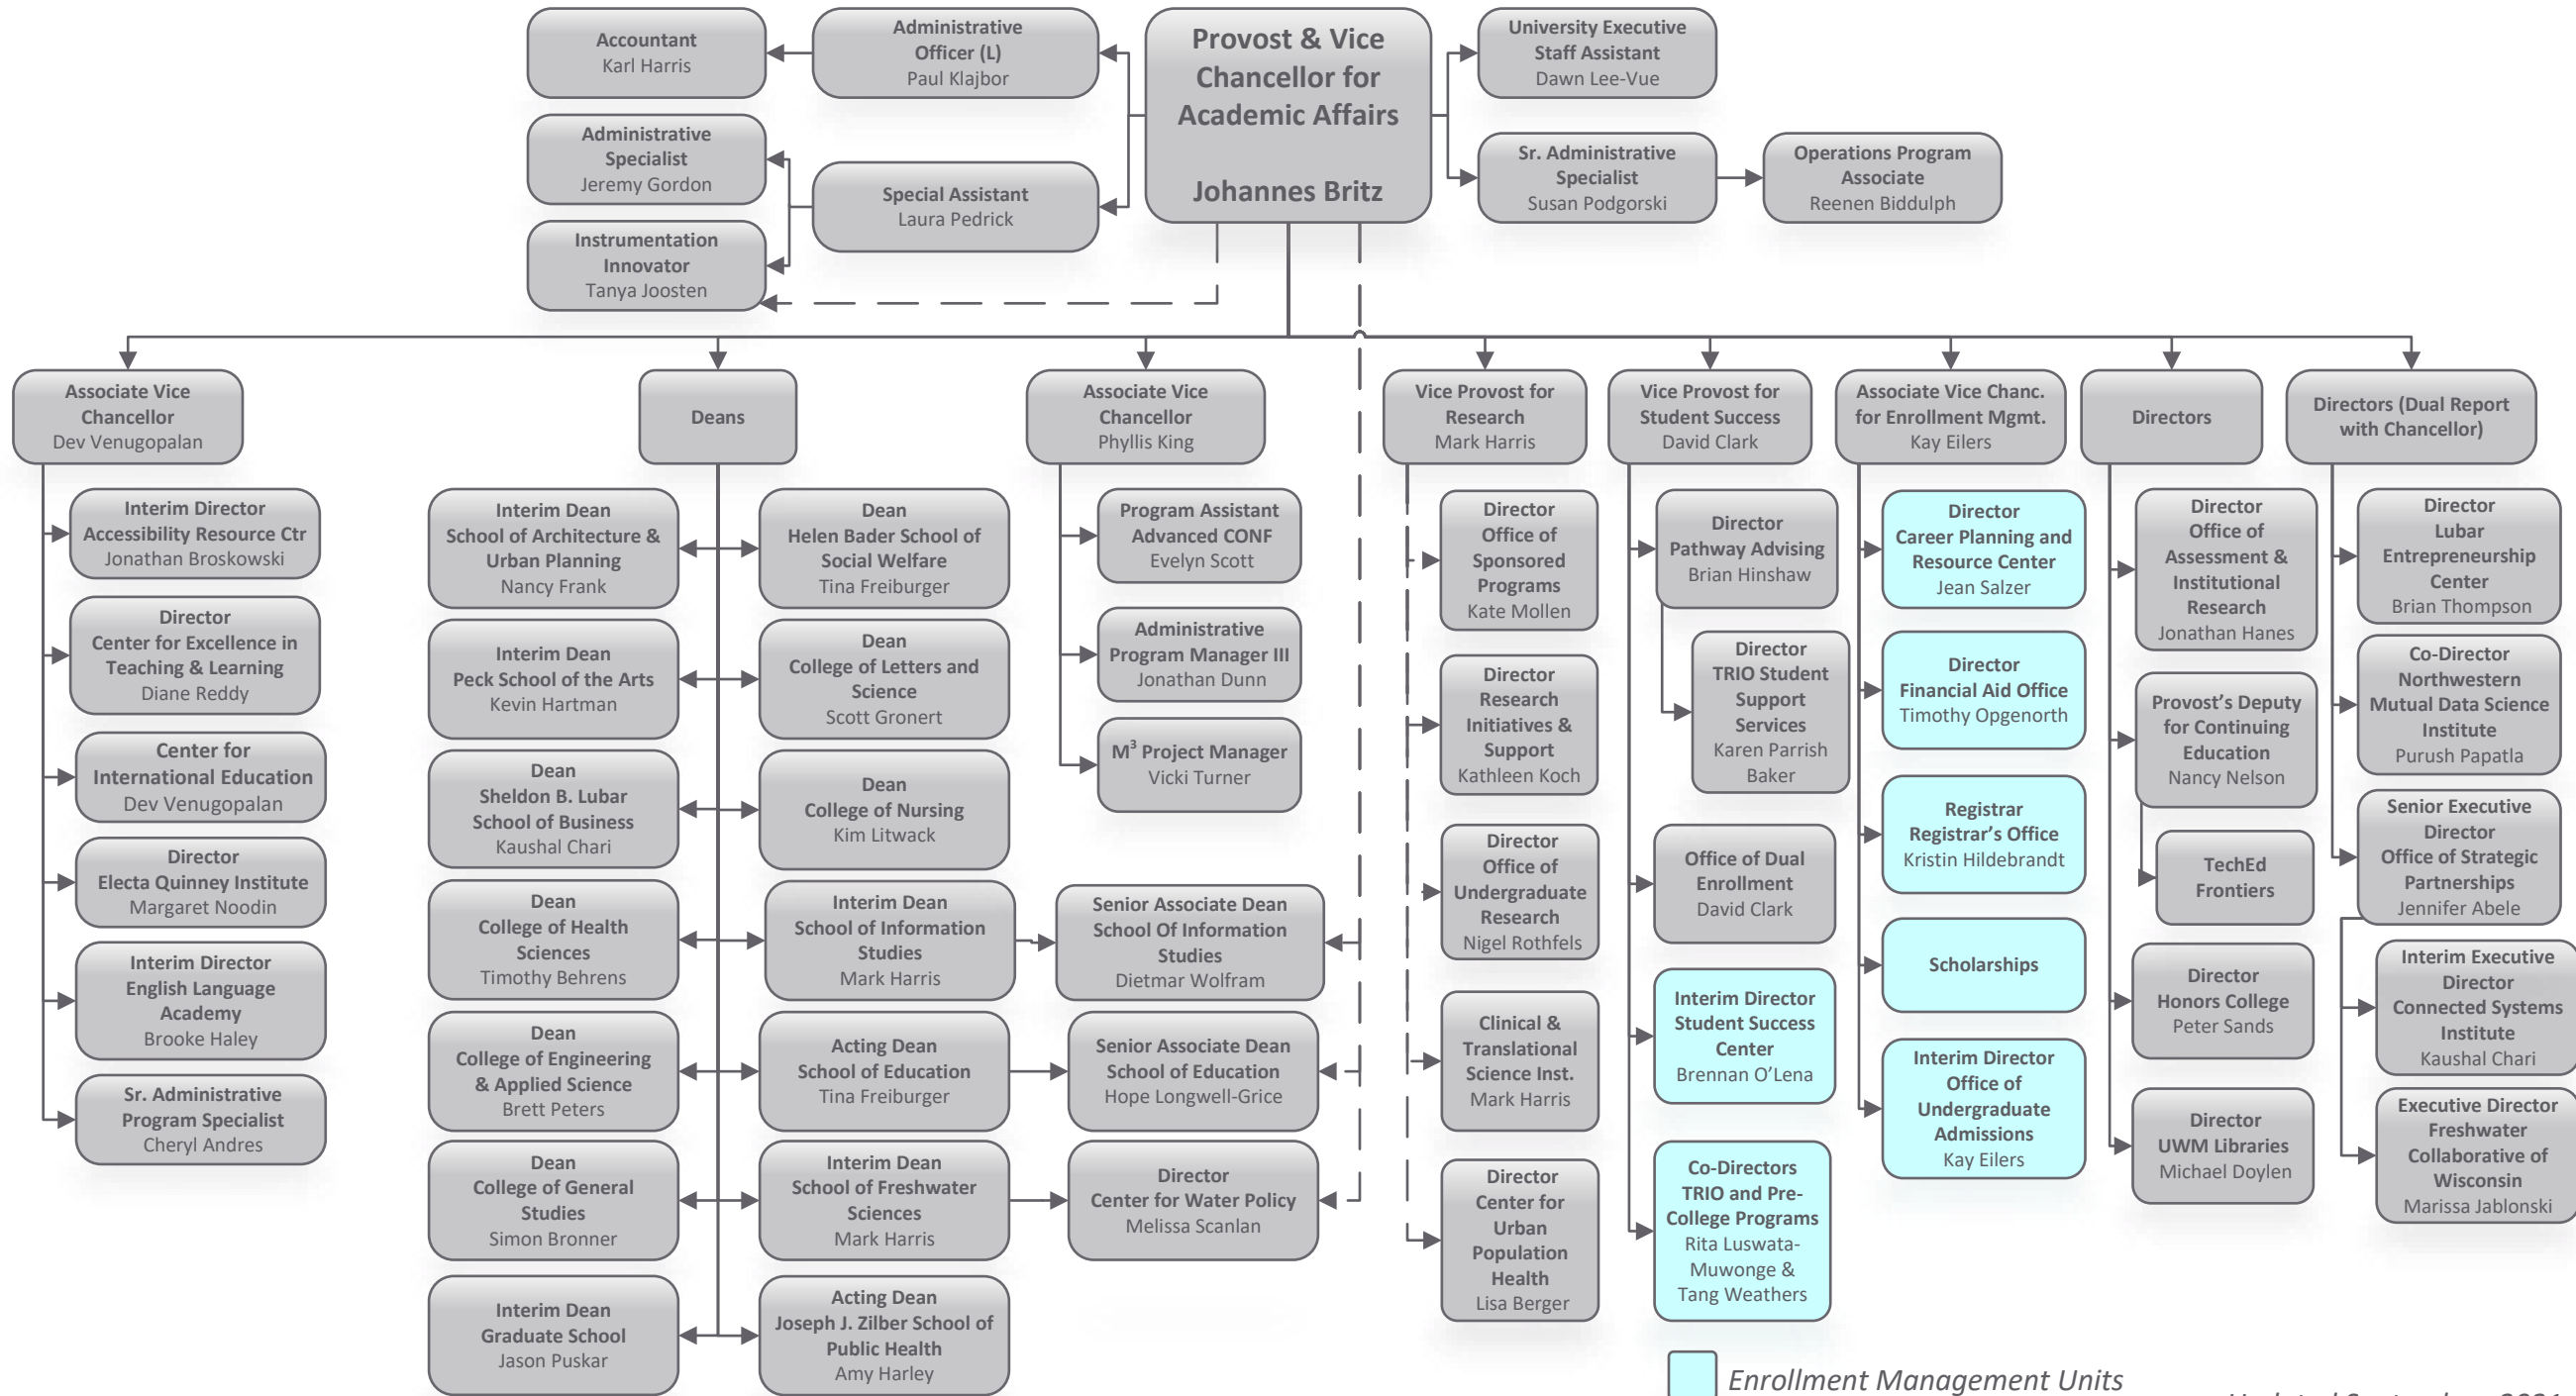 Accountant
Karl Harris
Administrative
Officer (L)
Paul Klajbor
Provost & Vice
Chancellor for
Academic Affairs
Johannes Britz
University Executive
Staff Assistant
Dawn Lee-Vue
Administrative
Specialist
Jeremy Gordon
Special Assistant
Laura Pedrick
Sr. Administrative
Specialist
Susan Podgorski
Operations Program
Associate
Reenen Biddulph
Instrumentation
Innovator
Tanya Joosten
Associate Vice
Chancellor
Dev Venugopalan
Interim Director
Accessibility Resource Ctr
Jonathan Broskowski
Director
Center for Excellence in
Teaching & Learning
Diane Reddy
Center for
International Education
Dev Venugopalan
Director
Electa Quinney Institute
Margaret Noodin
Interim Director
English Language
Academy
Brooke Haley
Sr. Administrative
Program Specialist
Cheryl Andres
Deans
Interim Dean
School of Architecture &
Urban Planning
Nancy Frank
Dean
Helen Bader School of
Social Welfare
Tina Freiburger
Interim Dean
Peck School of the Arts
Kevin Hartman
Dean
College of Letters and
Science
Scott Gronert
Dean
Sheldon B. Lubar
School of Business
Kaushal Chari
Dean
College of Nursing
Kim Litwack
Dean
College of Health
Sciences
Timothy Behrens
Interim Dean
School of Information
Studies
Mark Harris
Senior Associate Dean
School Of Information
Studies
Dietmar Wolfram
Dean
College of Engineering
& Applied Science
Brett Peters
Acting Dean
School of Education
Tina Freiburger
Senior Associate Dean
School of Education
Hope Longwell-Grice
Dean
College of General
Studies
Simon Bronner
Interim Dean
School of Freshwater
Sciences
Mark Harris
Director
Center for Water Policy
Melissa Scanlan
Interim Dean
Graduate School
Jason Puskar
Acting Dean
Joseph J. Zilber School of
Public Health
Amy Harley
Associate Vice
Chancellor
Phyllis King
Program Assistant
Advanced CONF
Evelyn Scott
Administrative
Program Manager III
Jonathan Dunn
M³ Project Manager
Vicki Turner
Vice Provost for
Research
Mark Harris
Director
Office of
Sponsored
Programs
Kate Mollen
Director
Research
Initiatives &
Support
Kathleen Koch
Director
Office of
Undergraduate
Research
Nigel Rothfels
Clinical &
Translational
Science Inst.
Mark Harris
Director
Center for
Urban
Population
Health
Lisa Berger
Vice Provost for
Student Success
David Clark
Director
Pathway Advising
Brian Hinshaw
Director
TRIO Student
Support
Services
Karen Parrish
Baker
Office of Dual
Enrollment
David Clark
Interim Director
Student Success
Center
Brennan O'Lena
Co-Directors
TRIO and Pre-
College Programs
Rita Luswata-
Muwonge &
Tang Weathers
Associate Vice Chanc.
for Enrollment Mgmt.
Kay Eilers
Director
Career Planning and
Resource Center
Jean Salzer
Director
Financial Aid Office
Timothy Opgenorth
Registrar
Registrar's Office
Kristin Hildebrandt
Scholarships
Interim Director
Office of
Undergraduate
Admissions
Kay Eilers
Directors
Director
Office of
Assessment &
Institutional
Research
Jonathan Hanes
Provost's Deputy
for Continuing
Education
Nancy Nelson
TechEd
Frontiers
Director
Honors College
Peter Sands
Director
UWM Libraries
Michael Doylen
Directors (Dual Report
with Chancellor)
Director
Lubar
Entrepreneurship
Center
Brian Thompson
Co-Director
Northwestern
Mutual Data Science
Institute
Purush Papatla
Senior Executive
Director
Office of Strategic
Partnerships
Jennifer Abele
Interim Executive
Director
Connected Systems
Institute
Kaushal Chari
Executive Director
Freshwater
Collaborative of
Wisconsin
Marissa Jablonski
Enrollment Management Units
Updated September 2021